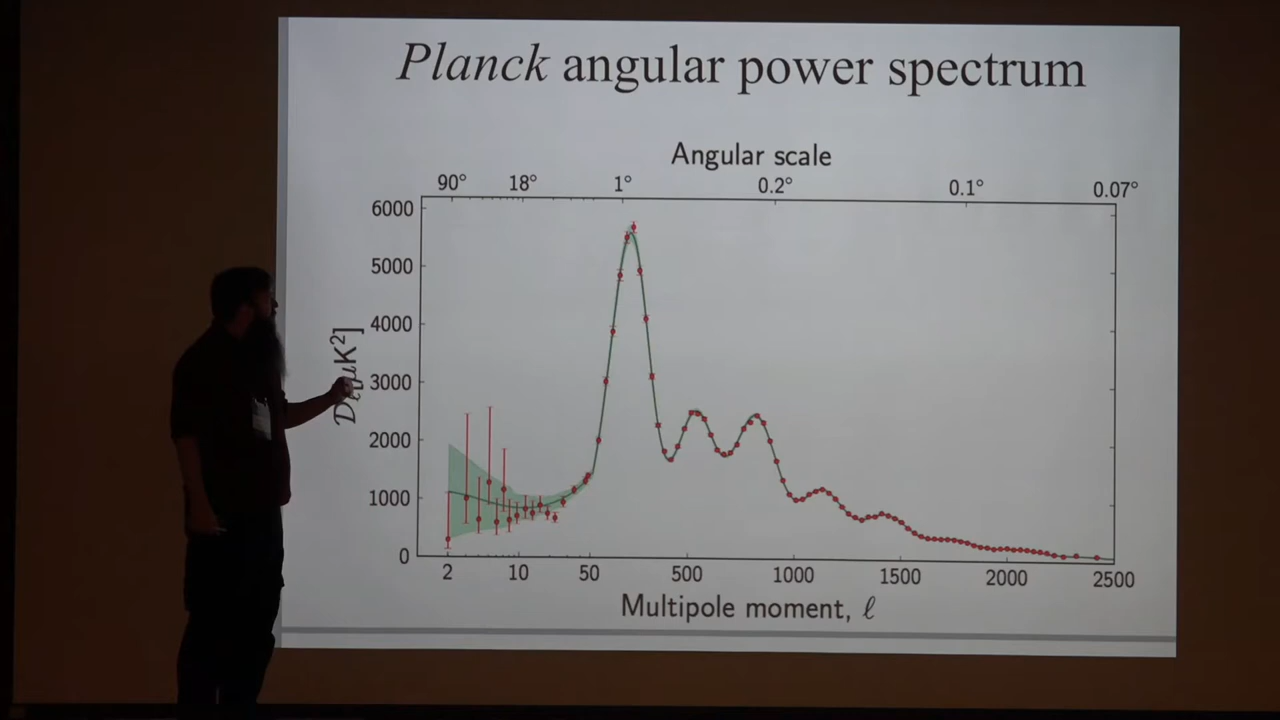 Planck angular power spectrum
Angular scale
90° 18° 1° 0.2° 0.1° 0.07°
6000
5000
4000
3000
2000
1000
0
𝒟ℓ[μK²]
2 10 50 500 1000 1500 2000 2500
Multipole moment, ℓ